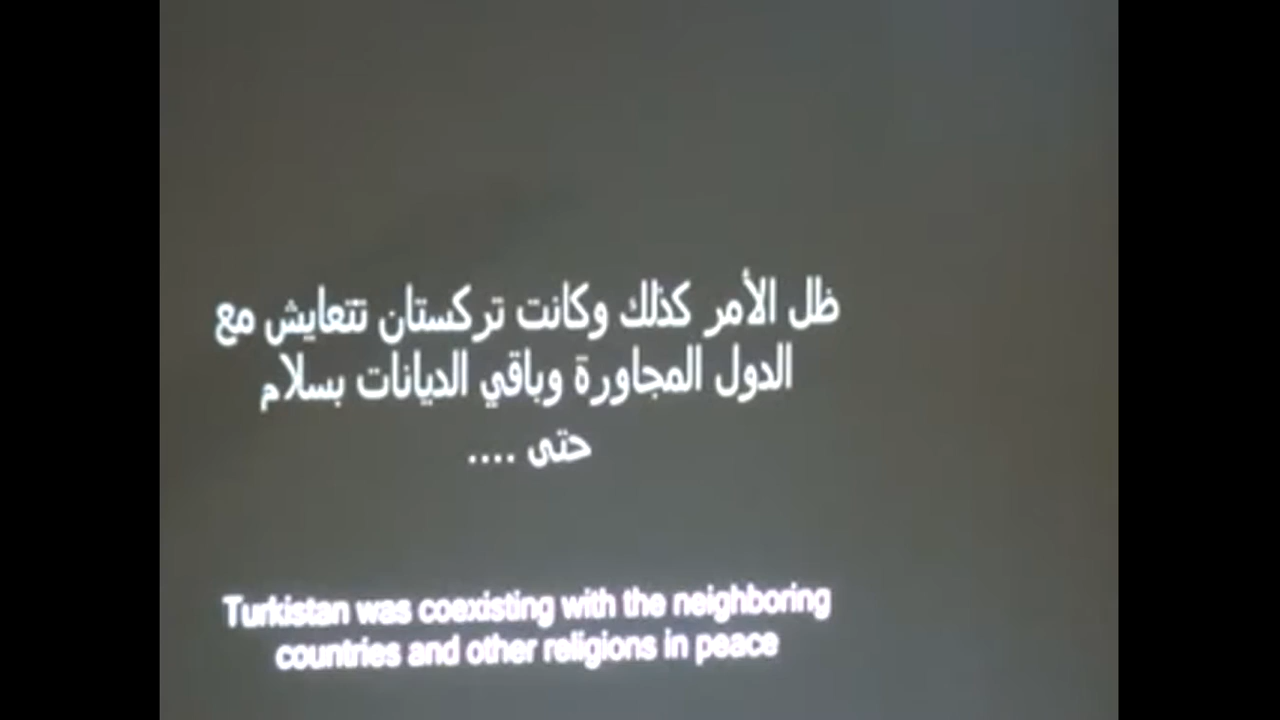 ظل الأمر كذلك وكانت تركستان تتعايش مع
الدول المجاورة وباقي الديانات بسلام
حتى ....
Turkistan was coexisting with the neighboring
countries and other religions in peace